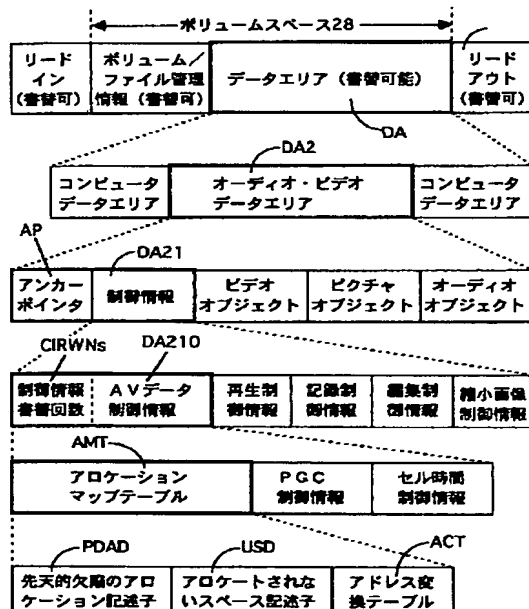 ボリュームスペース28
リード
イン
(書替可)
ボリューム/
ファイル管理
情報(書替可)
データエリア(書替可能)
リード
アウト
(書替可)
DA
DA2
コンピュータ
データエリア
オーディオ・ビデオ
データエリア
コンピュータ
データエリア
AP
DA21
アンカー
ポインタ
制御情報
ビデオ
オブジェクト
ピクチャ
オブジェクト
オーディオ
オブジェクト
CIRWNs
DA210
制御情報
書替回数
AVデータ
制御情報
再生制
御情報
記録制
御情報
編集制
御情報
縮小画像
制御情報
AMT
アロケーション
マップテーブル
PGC
制御情報
セル時間
制御情報
PDAD
USD
ACT
先天的欠陥のアロ
ケーション記述子
アロケートされな
いスペース記述子
アドレス変
換テーブル